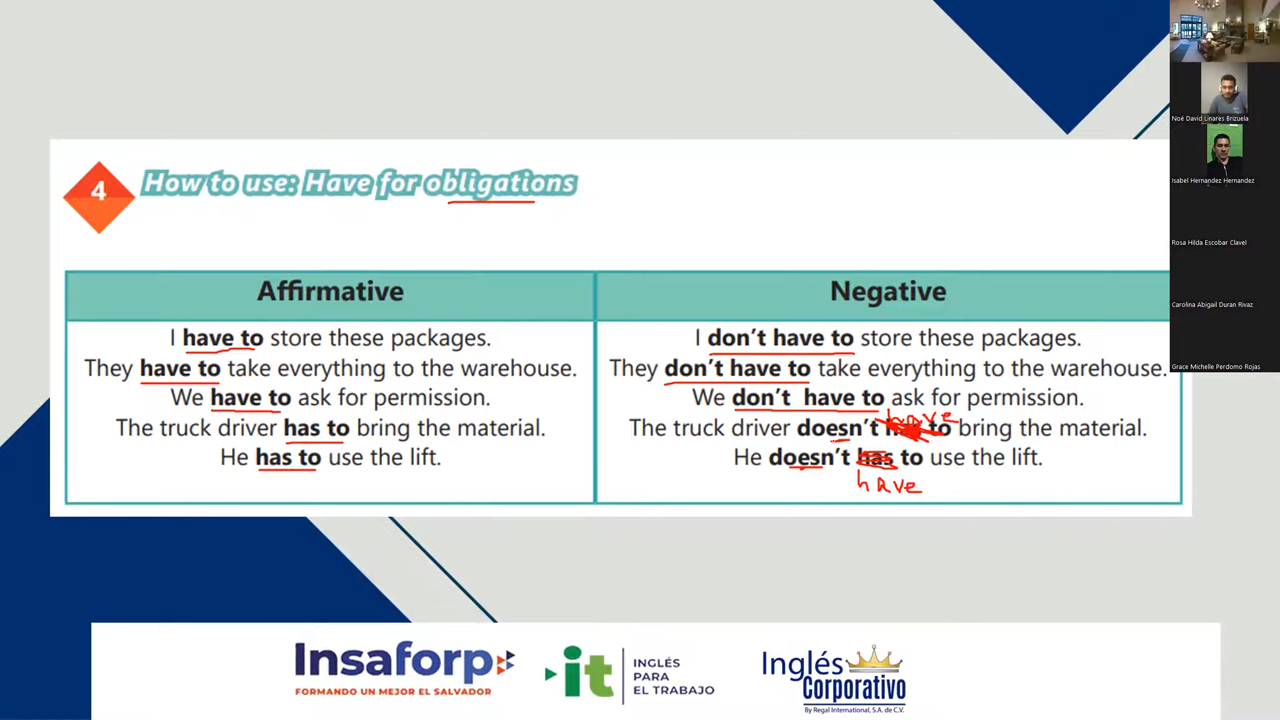 4
How to use: Have for obligations
Affirmative
I have to store these packages.
They have to take everything to the warehouse.
We have to ask for permission.
The truck driver has to bring the material.
He has to use the lift.
Negative
I don't have to store these packages.
They don't have to take everything to the warehouse.
We don't have to ask for permission.
have
The truck driver doesn't has to bring the material.
He doesn't has to use the lift.
have
Insaforp
FORMANDO UN MEJOR EL SALVADOR
it
INGLÉS
PARA
EL TRABAJO
Inglés
Corporativo
By Regal International, S.A. de C.V.
Noé David Linares Brizuela
Isabel Hernandez Hernandez
Rosa Hilda Escobar Clavel
Carolina Abigail Duran Rivaz
Grace Michelle Perdomo Rojas